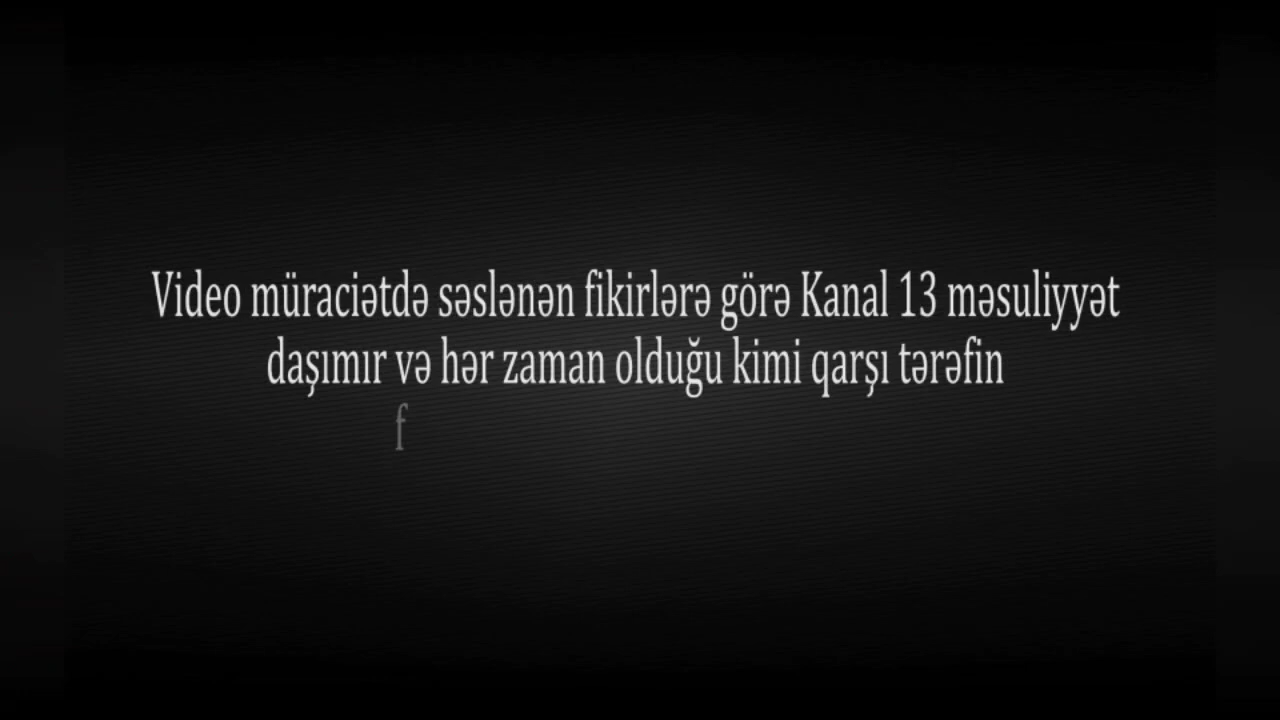 Video müraciətdə səslənən fikirlərə görə Kanal 13 məsuliyyət
daşımır və hər zaman olduğu kimi qarşı tərəfin
f